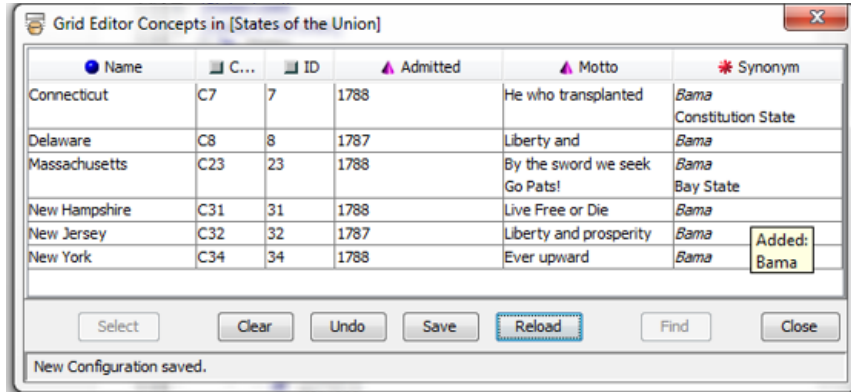 Grid Editor Concepts in [States of the Union]
Name C... ID Admitted Motto Synonym
Connecticut C7 7 1788 He who transplanted Bama
Constitution State
Delaware C8 8 1787 Liberty and Bama
Massachusetts C23 23 1788 By the sword we seek Bama
Go Pats! Bay State
New Hampshire C31 31 1788 Live Free or Die Bama
New Jersey C32 32 1787 Liberty and prosperity Bama
New York C34 34 1788 Ever upward Bama
Added:
Bama
Select Clear Undo Save Reload Find Close
New Configuration saved.